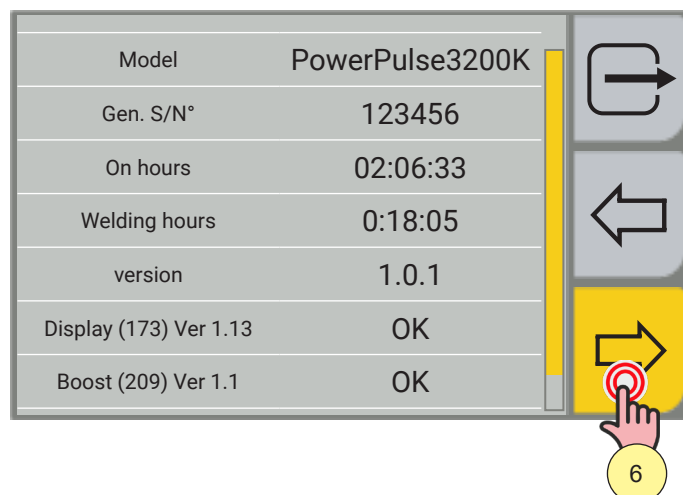 Model PowerPulse3200K
Gen. S/N° 123456
On hours 02:06:33
Welding hours 0:18:05
version 1.0.1
Display (173) Ver 1.13 OK
Boost (209) Ver 1.1 OK
6